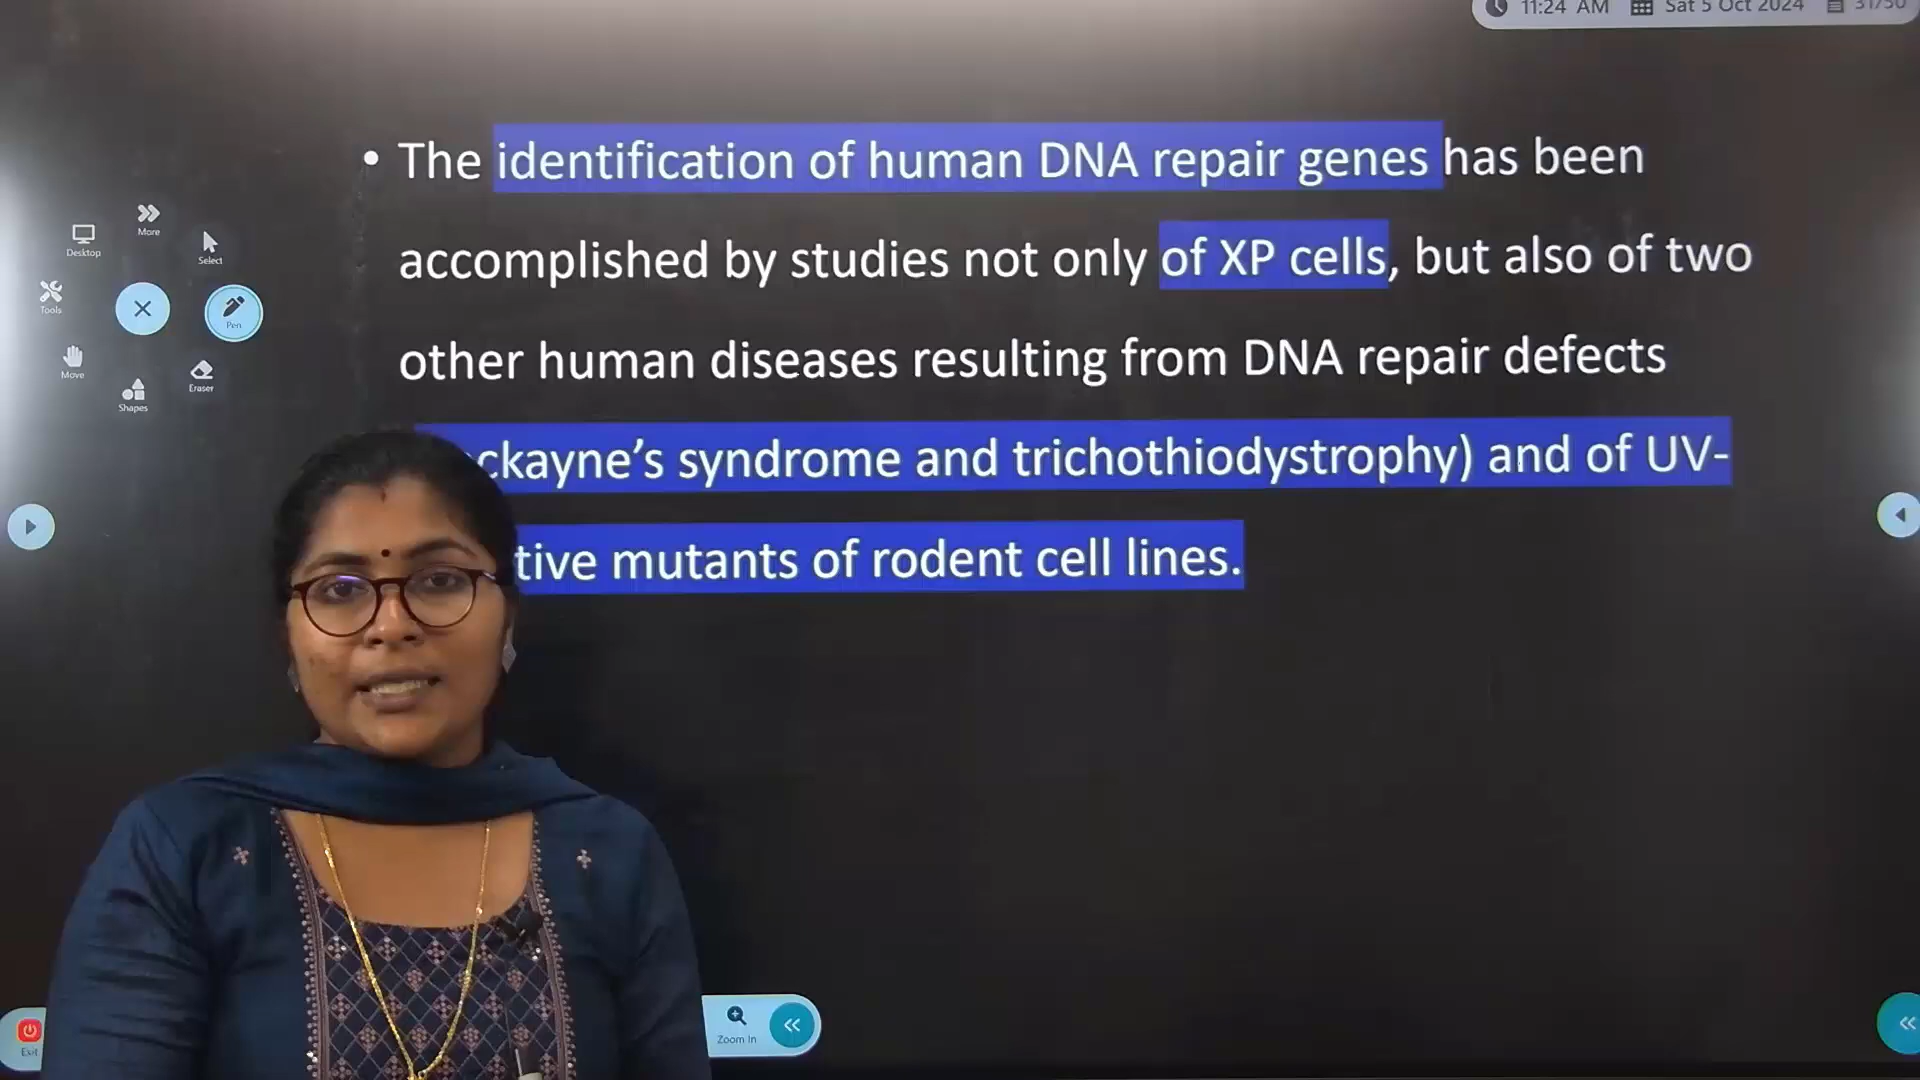 11:24 AM Sat 5 Oct 2024 31/50
• The identification of human DNA repair genes has been
accomplished by studies not only of XP cells, but also of two
other human diseases resulting from DNA repair defects
syndrome and trichothiodystrophy) and of UV-
mutants of rodent cell lines.
More
Desktop
Select
Tools
Pen
Move
Eraser
Shapes
Exit
Zoom In